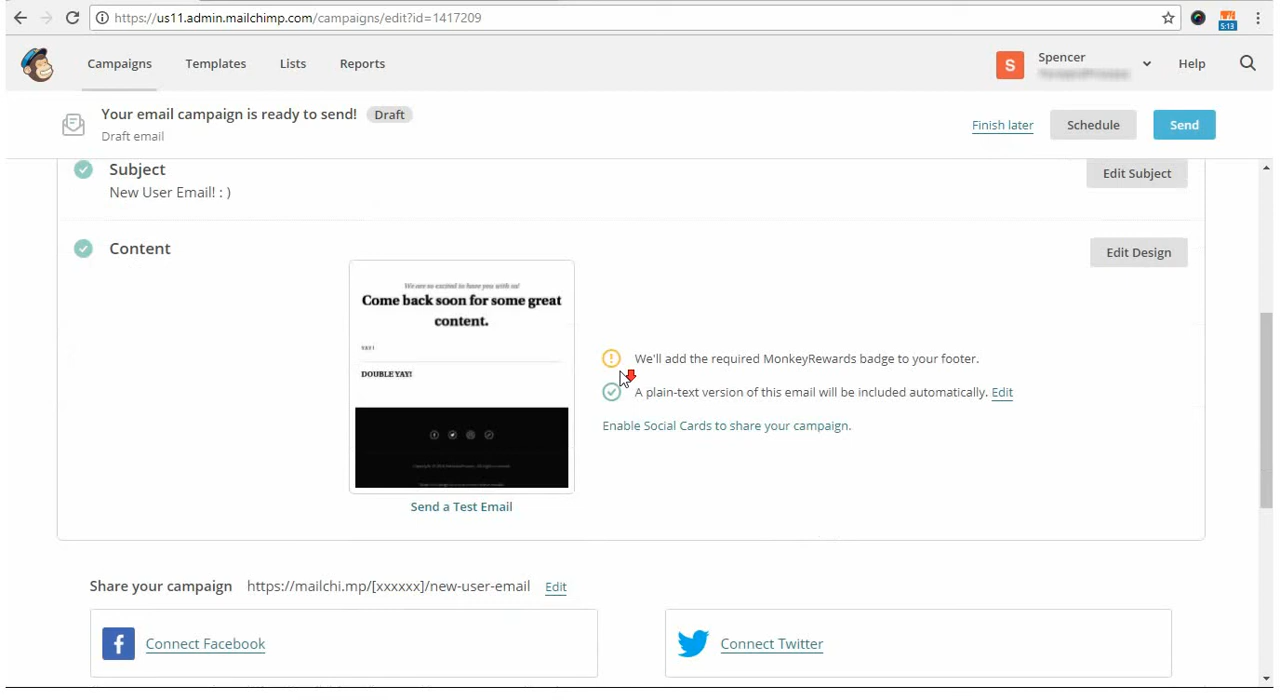 https://us11.admin.mailchimp.com/campaigns/edit?id=1417209
5:13
Campaigns Templates Lists Reports
S Spencer Help
Your email campaign is ready to send! Draft
Draft email
Finish later Schedule Send
Subject
New User Email! : )
Edit Subject
Content
Edit Design
We are so excited to have you with us!
Come back soon for some great
content.
DOUBLE YAY!
We'll add the required MonkeyRewards badge to your footer.
A plain-text version of this email will be included automatically. Edit
Enable Social Cards to share your campaign.
Send a Test Email
Share your campaign https://mailchi.mp/[xxxxxx]/new-user-email Edit
Connect Facebook
Connect Twitter